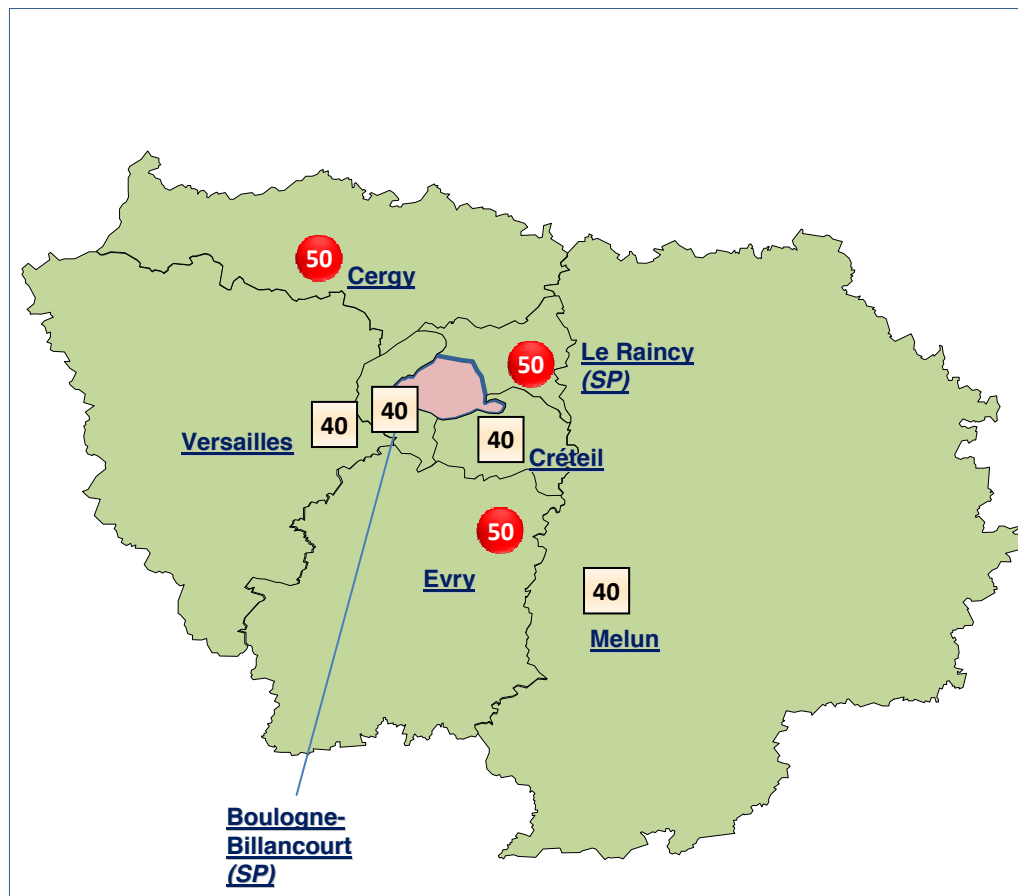 50
Cergy
50
Le Raincy
(SP)
40
40
Versailles
40
Créteil
50
Evry
40
Melun
Boulogne-
Billancourt
(SP)